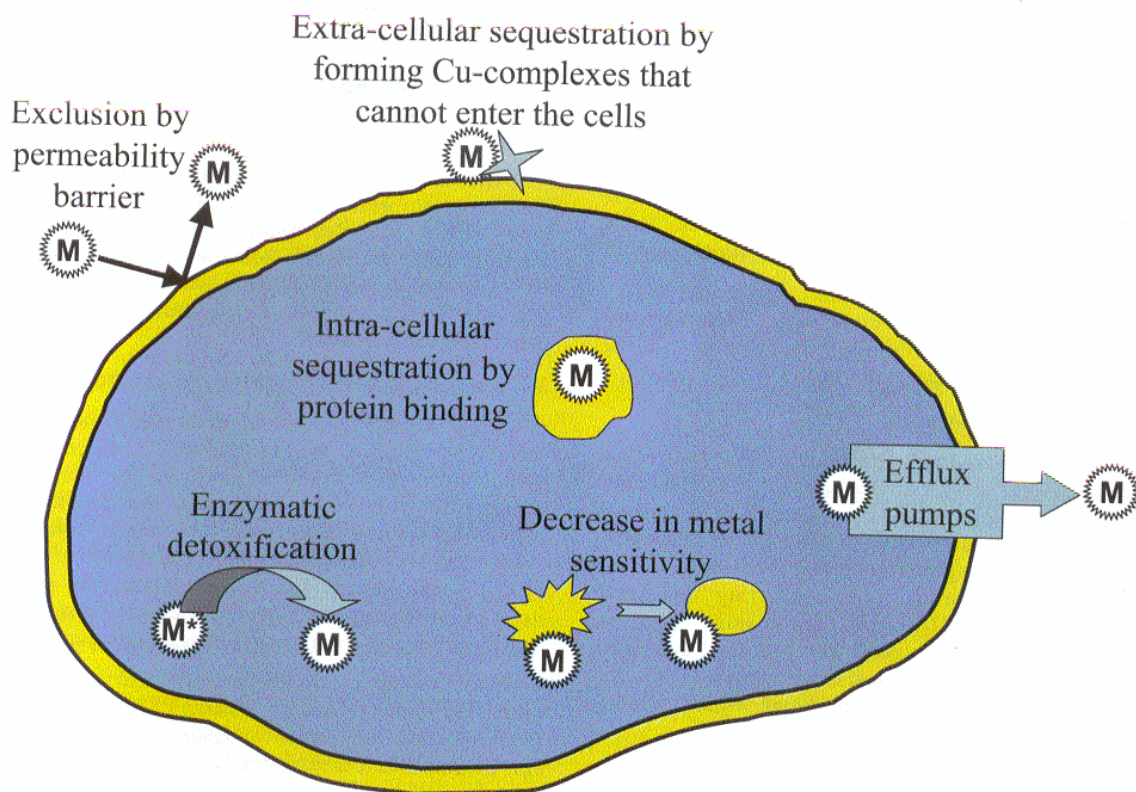 Extra-cellular sequestration by
forming Cu-complexes that
cannot enter the cells
Exclusion by
permeability
barrier
M
M
M
Intra-cellular
sequestration by
protein binding
M
M
Efflux
pumps
M
Enzymatic
detoxification
M*
M
Decrease in metal
sensitivity
M
M